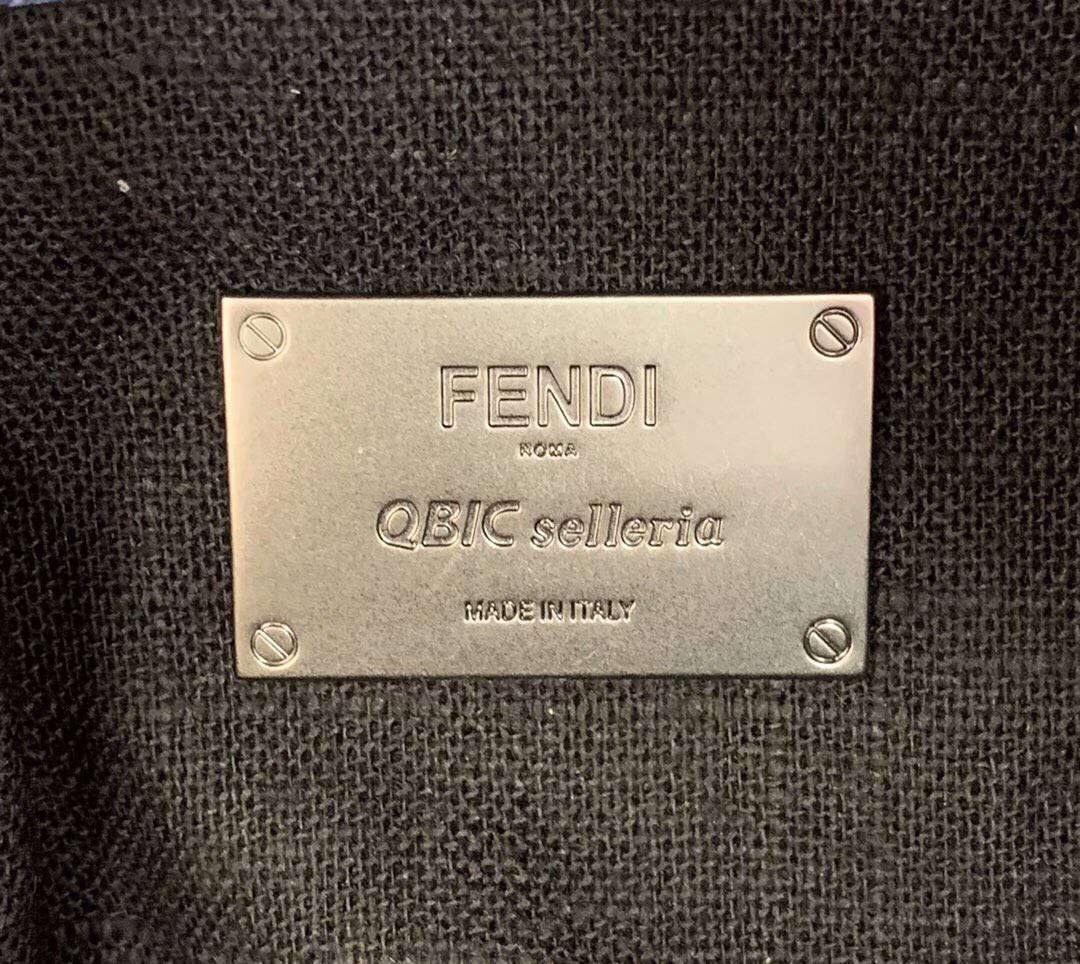 FENDI
ROMA
QBIC selleria
MADE IN ITALY